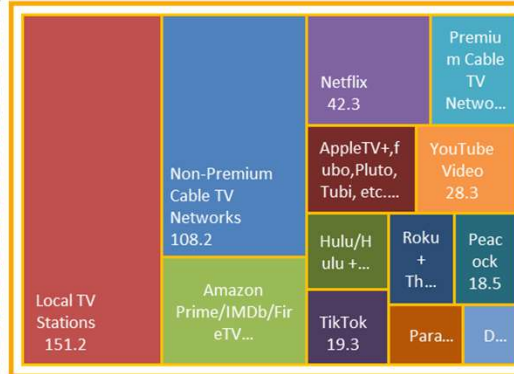 Local TV
Stations
151.2
Non-Premium
Cable TV
Networks
108.2
Amazon
Prime/IMDb/Fir
eTV...
Netflix
42.3
Premiu
m Cable
TV
Netwo...
AppleTV+,f
ubo,Pluto,
Tubi, etc....
YouTube
Video
28.3
Hulu/H
ulu +...
Roku
+
Th...
Peac
ock
18.5
TikTok
19.3
Para...
D...